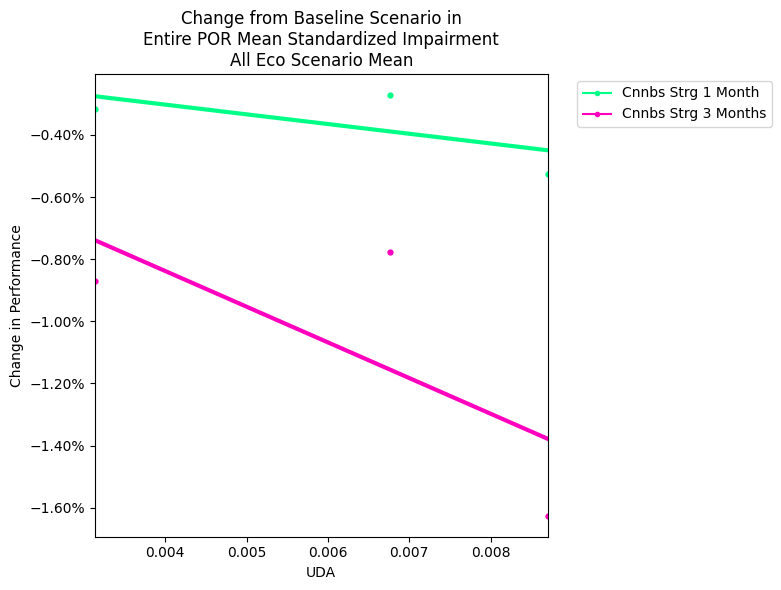 Change from Baseline Scenario in
Entire POR Mean Standardized Impairment
All Eco Scenario Mean
Cnnbs Strg 1 Month
Cnnbs Strg 3 Months
Change in Performance
−0.40%
−0.60%
−0.80%
−1.00%
−1.20%
−1.40%
−1.60%
0.004
0.005
0.006
0.007
0.008
UDA